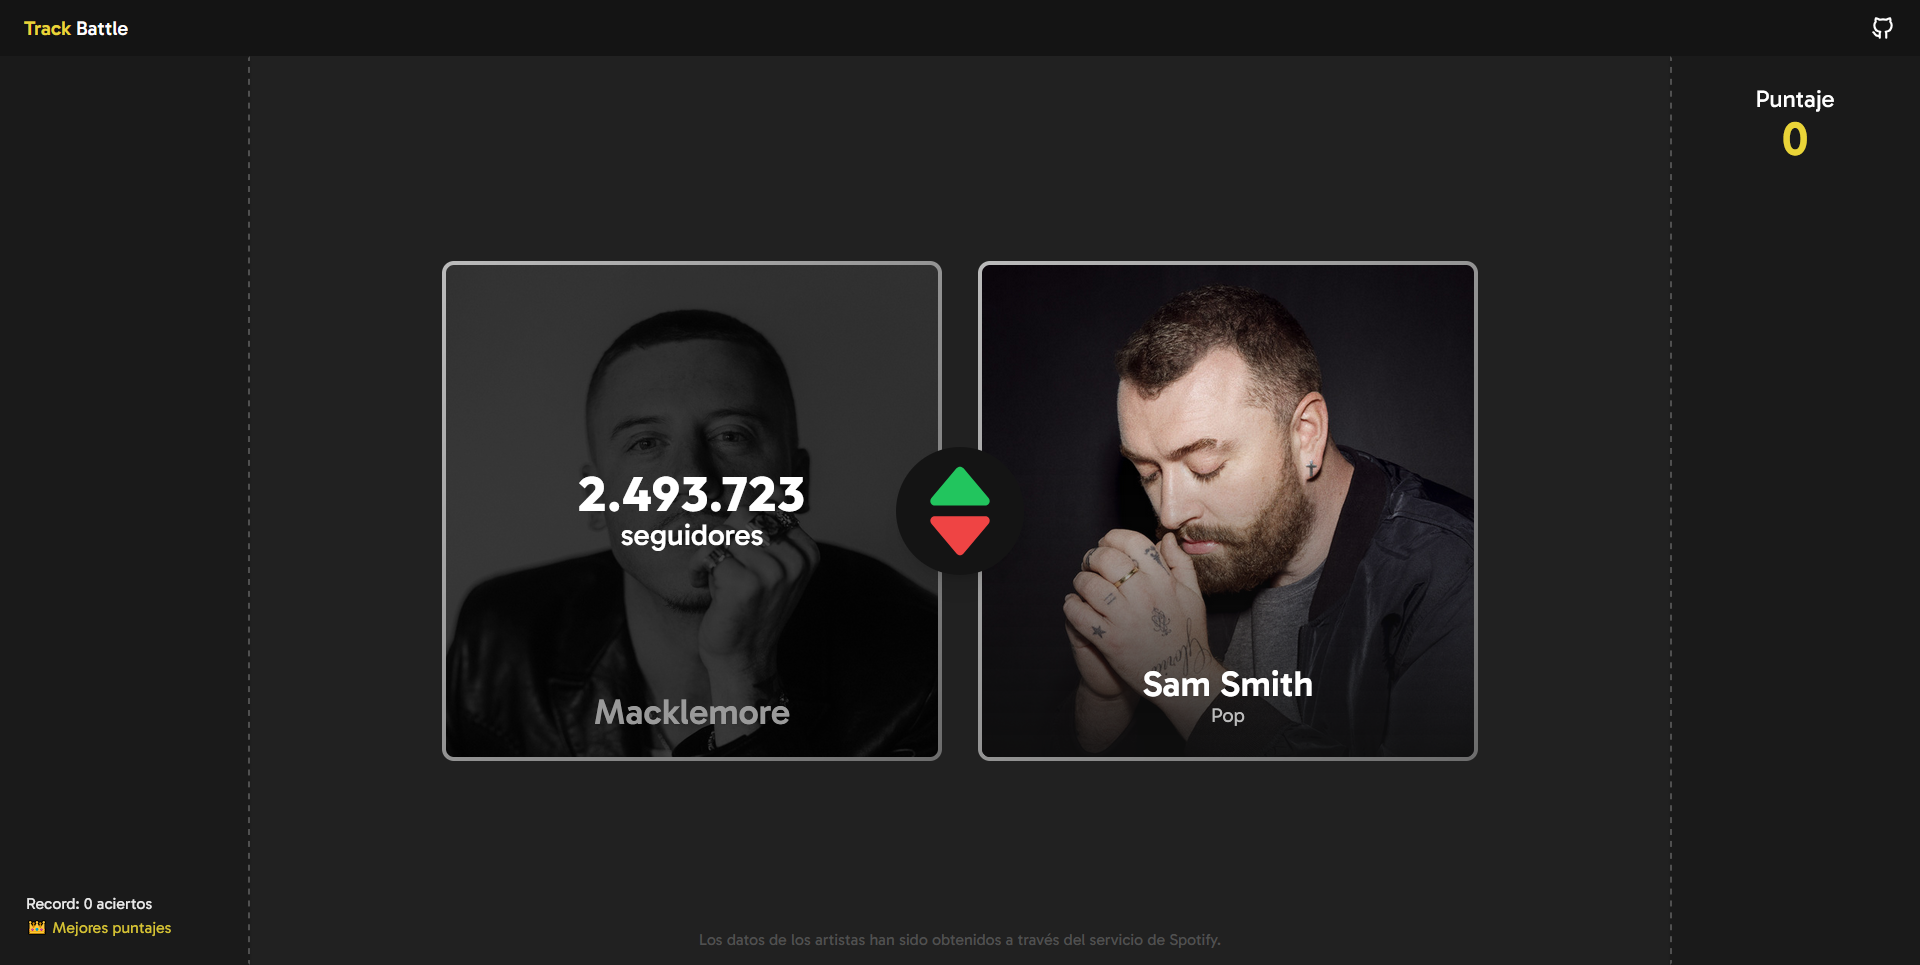 Track Battle
Puntaje
0
2.493.723
seguidores
Macklemore
Sam Smith
Pop
Record: 0 aciertos
👑 Mejores puntajes
Los datos de los artistas han sido obtenidos a través del servicio de Spotify.